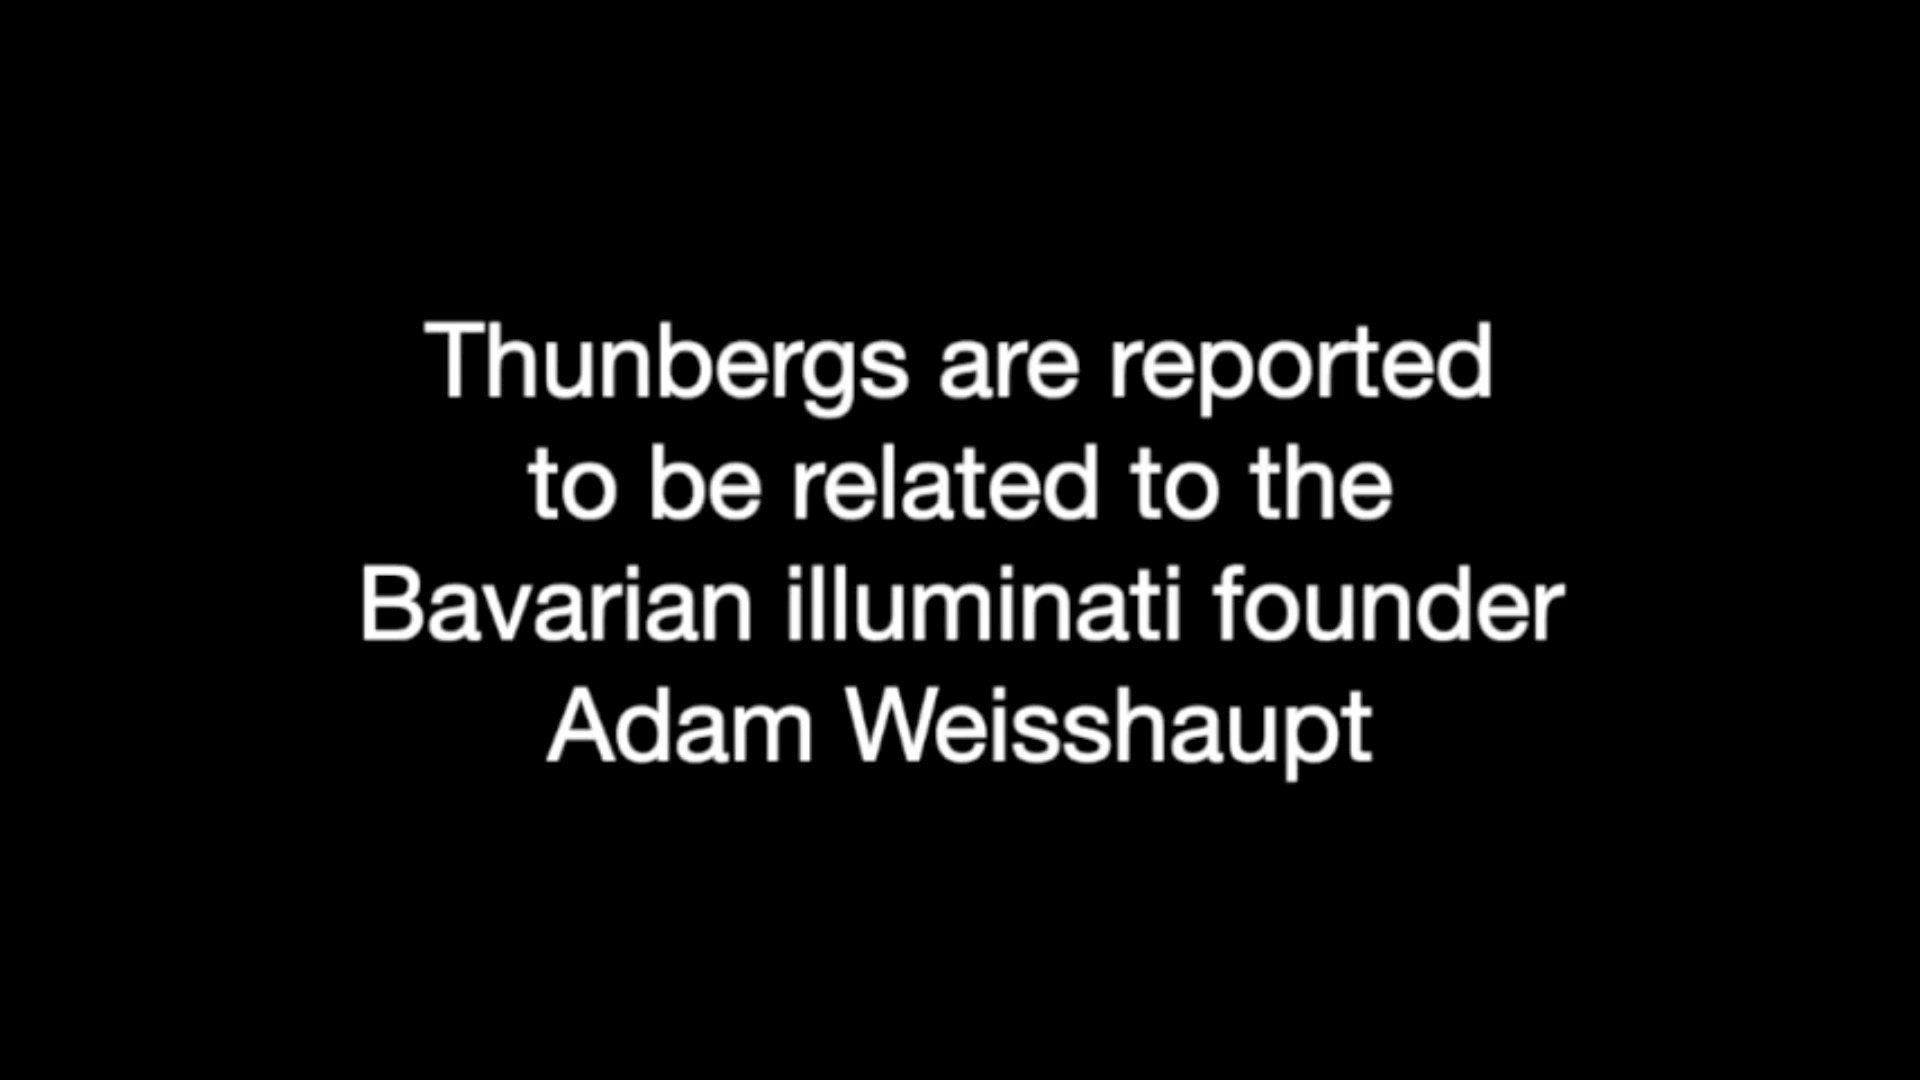 Thunbergs are reported
to be related to the
Bavarian illuminati founder
Adam Weisshaupt